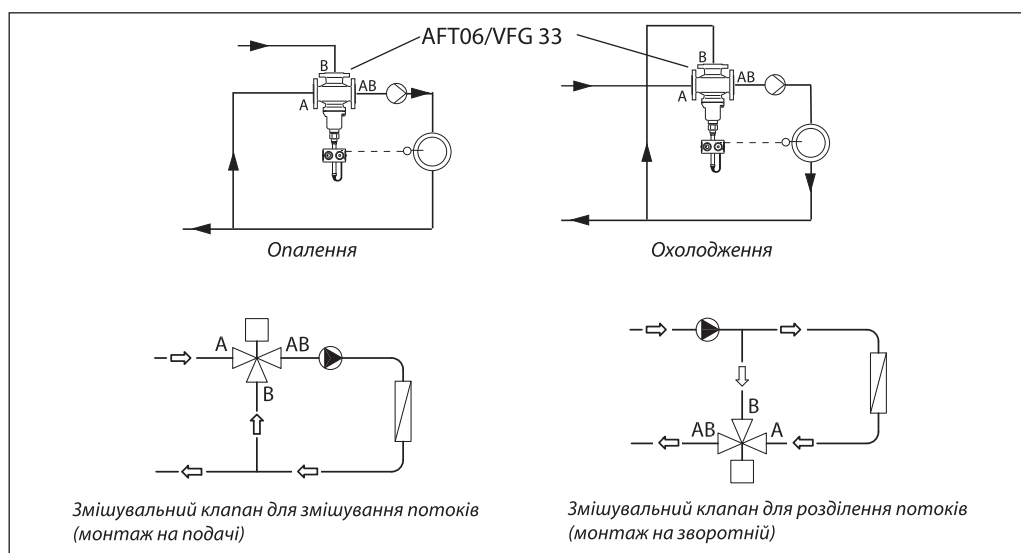 AFT06/VFG 33
B
AB
A
B
AB
A
Опалення
Охолодження
A
AB
B
B
AB
A
Змішувальний клапан для змішування потоків
(монтаж на подачі)
Змішувальний клапан для розділення потоків
(монтаж на зворотній)